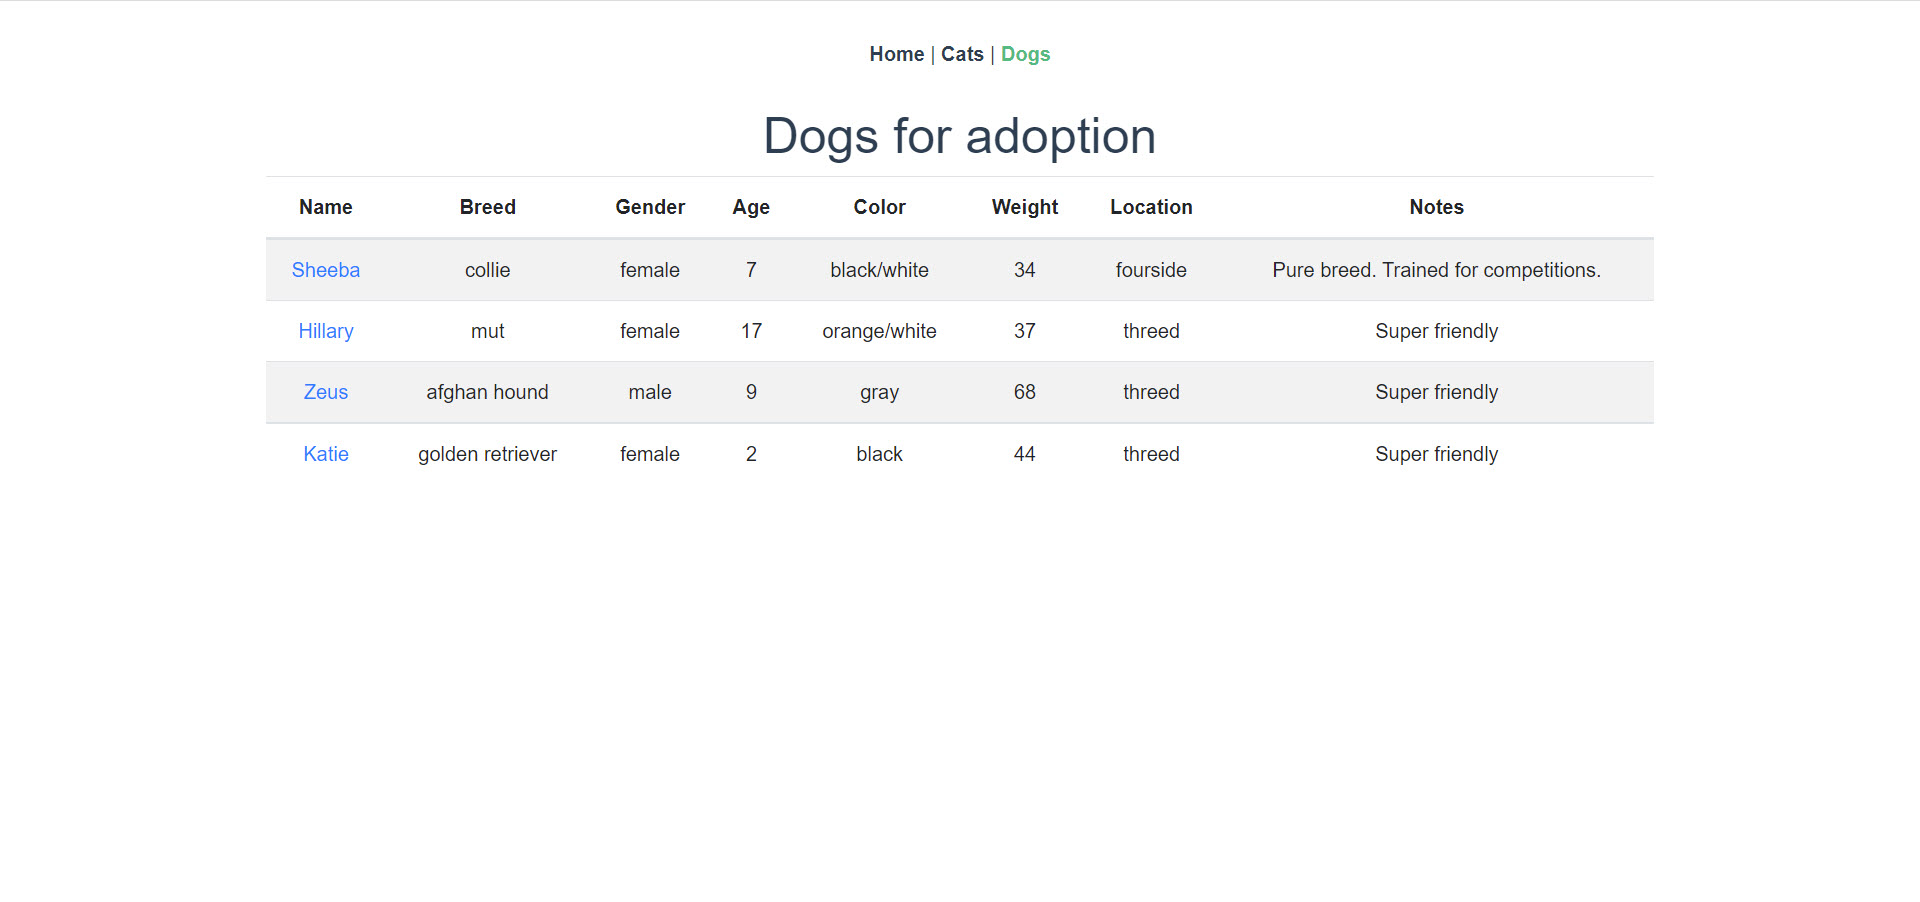 Home | Cats | Dogs
Dogs for adoption
Name Breed Gender Age Color Weight Location Notes
Sheeba collie female 7 black/white 34 fourside Pure breed. Trained for competitions.
Hillary mut female 17 orange/white 37 threed Super friendly
Zeus afghan hound male 9 gray 68 threed Super friendly
Katie golden retriever female 2 black 44 threed Super friendly